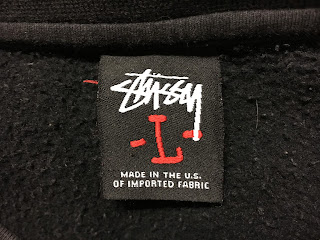 Stüssy
-L-
MADE IN THE U.S.
OF IMPORTED FABRIC